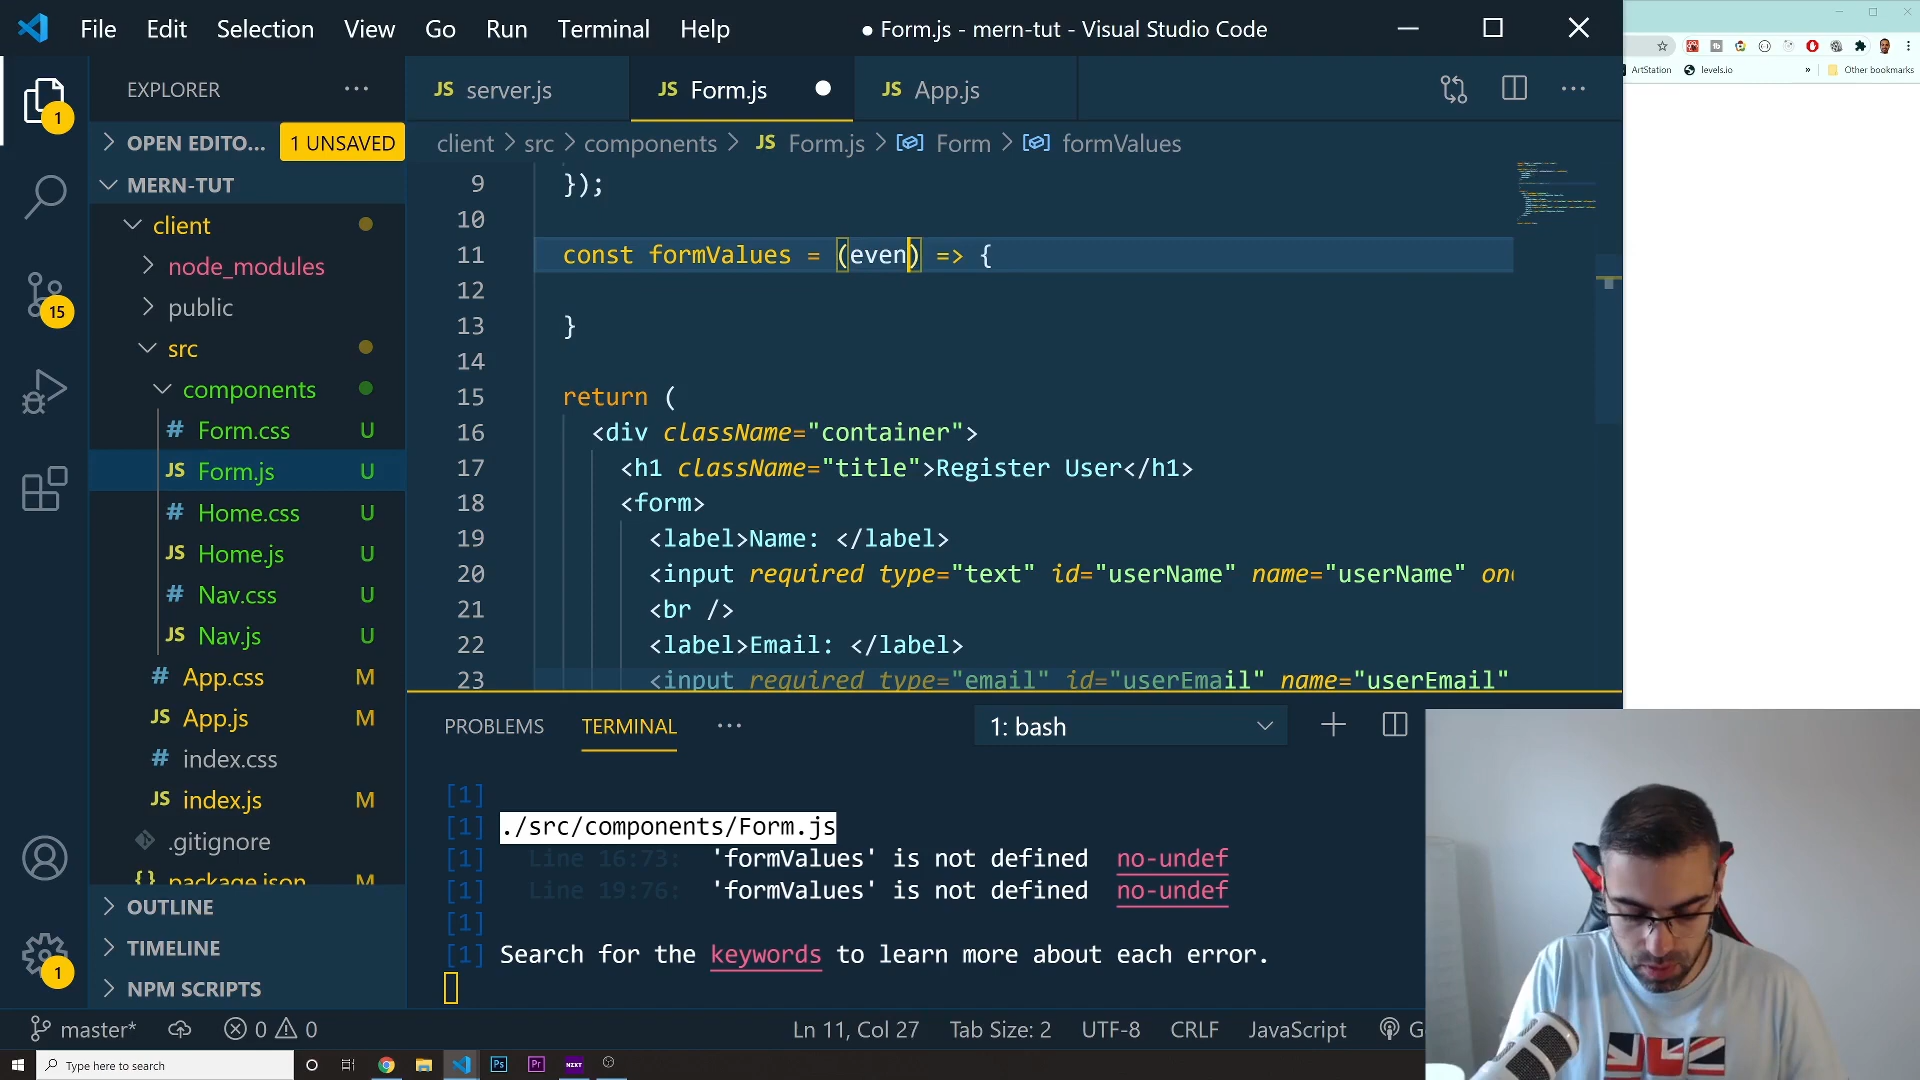 File Edit Selection View Go Run Terminal Help
● Form.js - mern-tut - Visual Studio Code
ArtStation levels.io » Other bookmarks
EXPLORER ···
OPEN EDITO... 1 UNSAVED
MERN-TUT
client
node_modules
public
src
components
Form.css U
JS Form.js U
Home.css U
JS Home.js U
Nav.css U
JS Nav.js U
App.css M
JS App.js M
index.css
JS index.js M
.gitignore
{} package.json M
OUTLINE
TIMELINE
NPM SCRIPTS
1
15
1
JS server.js JS Form.js JS App.js
client > src > components > JS Form.js > Form > formValues
9 });
10
11 const formValues = (even) => {
12
13 }
14
15 return (
16 <div className="container">
17 <h1 className="title">Register User</h1>
18 <form>
19 <label>Name: </label>
20 <input required type="text" id="userName" name="userName" on
21 <br />
22 <label>Email: </label>
23 <input required type="email" id="userEmail" name="userEmail"
PROBLEMS TERMINAL ··· 1: bash
[1]
[1] ./src/components/Form.js
[1] Line 16:73: 'formValues' is not defined no-undef
[1] Line 19:76: 'formValues' is not defined no-undef
[1]
[1] Search for the keywords to learn more about each error.
master* 0 0 Ln 11, Col 27 Tab Size: 2 UTF-8 CRLF JavaScript G
Type here to search Ps Pr NZXT